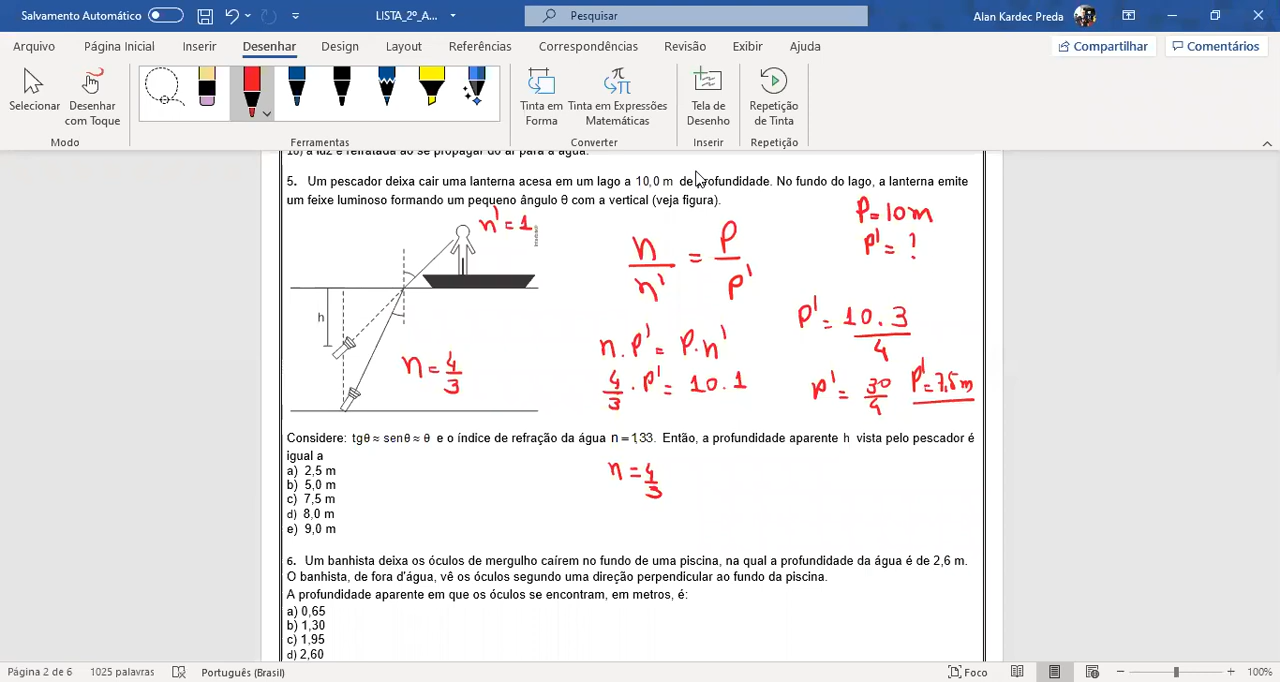 Salvamento Automático
LISTA_2º_A...
Pesquisar
Alan Kardec Preda
Arquivo Página Inicial Inserir Desenhar Design Layout Referências Correspondências Revisão Exibir Ajuda
Compartilhar Comentários
Selecionar
Desenhar com Toque
Tinta em Forma
Tinta em Expressões Matemáticas
Tela de Desenho
Repetição de Tinta
Modo Ferramentas Converter Inserir Repetição
a luz é refratada ao se propagar do ar para a água.
5. Um pescador deixa cair uma lanterna acesa em um lago a 10,0 m de profundidade. No fundo do lago, a lanterna emite
um feixe luminoso formando um pequeno ângulo θ com a vertical (veja figura).
n' = 1
h
n = 4/3
n/n' = P/P'
n . P' = P . n'
4/3 . P' = 10 . 1
P = 10m
P' = ?
P' = 10 . 3/4
P' = 30/4 P' = 7,5m
Considere: tgθ ≈ senθ ≈ θ e o índice de refração da água n = 1,33. Então, a profundidade aparente h vista pelo pescador é
igual a
n = 4/3
a) 2,5 m
b) 5,0 m
c) 7,5 m
d) 8,0 m
e) 9,0 m
6. Um banhista deixa os óculos de mergulho caírem no fundo de uma piscina, na qual a profundidade da água é de 2,6 m.
O banhista, de fora d'água, vê os óculos segundo uma direção perpendicular ao fundo da piscina.
A profundidade aparente em que os óculos se encontram, em metros, é:
a) 0,65
b) 1,30
c) 1,95
d) 2,60
Página 2 de 6 1025 palavras Português (Brasil) Foco 100%